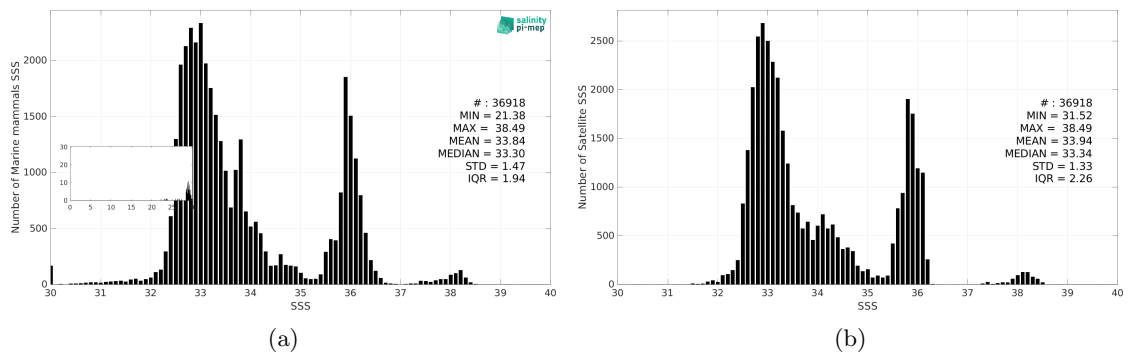 salinity
pi-mep
Number of Marine mammals SSS
2000
1500
1000
500
0
# : 36918
MIN = 21.38
MAX = 38.49
MEAN = 33.84
MEDIAN = 33.30
STD = 1.47
IQR = 1.94
30
20
10
0
0 5 10 15 20 25
30 31 32 33 34 35 36 37 38 39 40
SSS
(a)
Number of Satellite SSS
2500
2000
1500
1000
500
0
# : 36918
MIN = 31.52
MAX = 38.49
MEAN = 33.94
MEDIAN = 33.34
STD = 1.33
IQR = 2.26
30 31 32 33 34 35 36 37 38 39 40
SSS
(b)